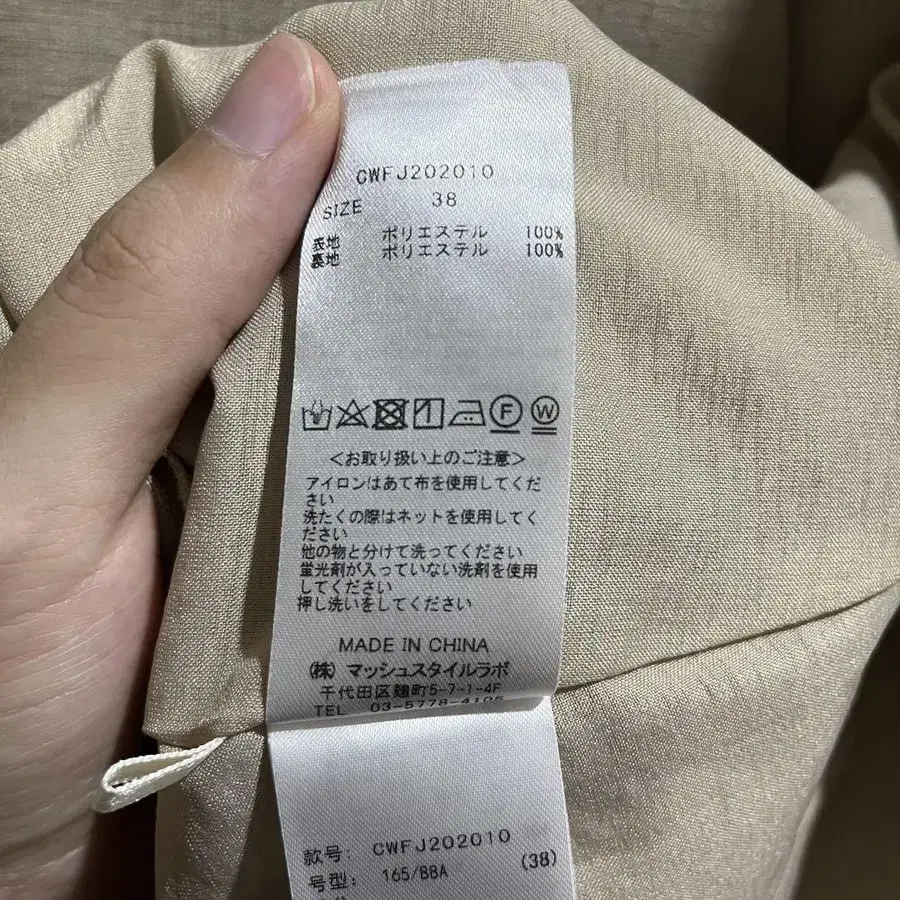 CWFJ202010
SIZE 38
表地 ポリエステル 100%
裏地 ポリエステル 100%
F W
＜お取り扱い上のご注意＞
アイロンはあて布を使用してくだ
さい
洗たくの際はネットを使用してく
ださい
他の物と分けて洗ってください
蛍光剤が入っていない洗剤を使用
してください
押し洗いをしてください
MADE IN CHINA
(株) マッシュスタイルラボ
千代田区麹町5-7-1-4F
TEL 03-5778-4105
款号: CWFJ202010
号型: 165/88A (38)